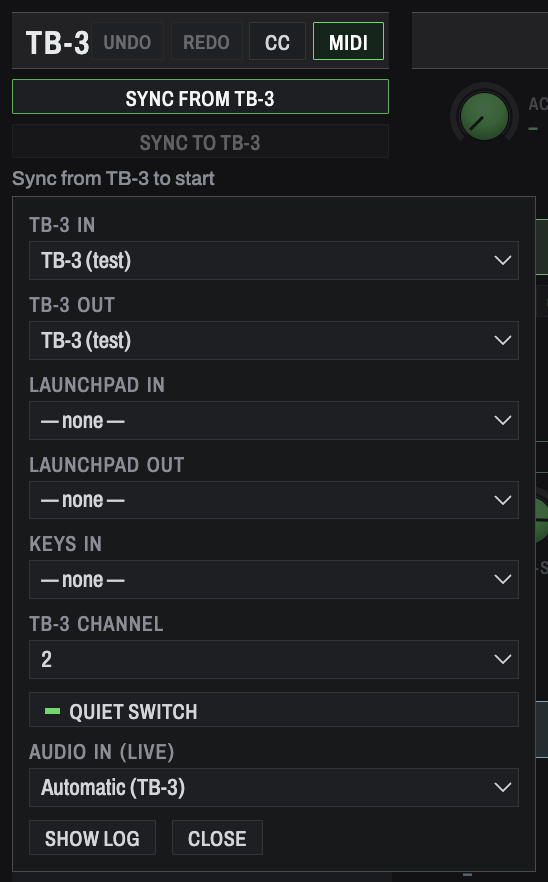 TB-3 UNDO REDO CC MIDI
SYNC FROM TB-3
SYNC TO TB-3
Sync from TB-3 to start
TB-3 IN
TB-3 (test)
TB-3 OUT
TB-3 (test)
LAUNCHPAD IN
— none —
LAUNCHPAD OUT
— none —
KEYS IN
— none —
TB-3 CHANNEL
2
QUIET SWITCH
AUDIO IN (LIVE)
Automatic (TB-3)
SHOW LOG CLOSE